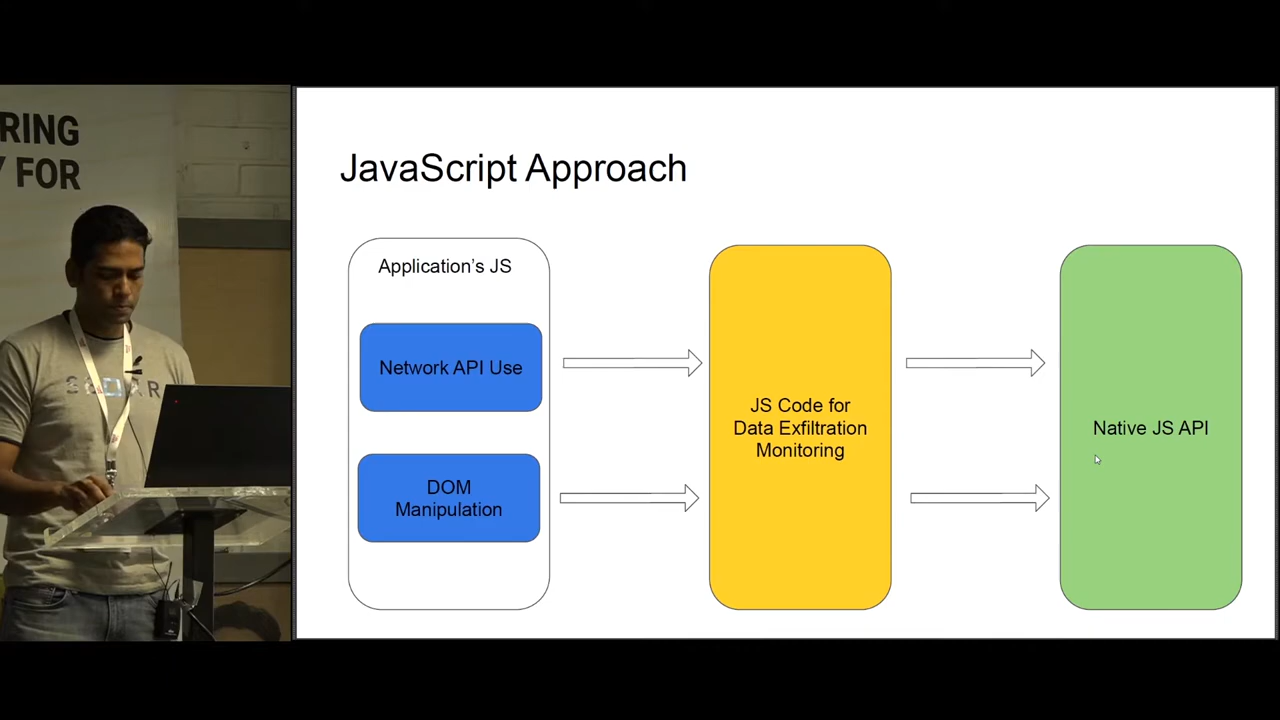 RING
Y FOR
JavaScript Approach
Application's JS
Network API Use
DOM
Manipulation
JS Code for
Data Exfiltration
Monitoring
Native JS API